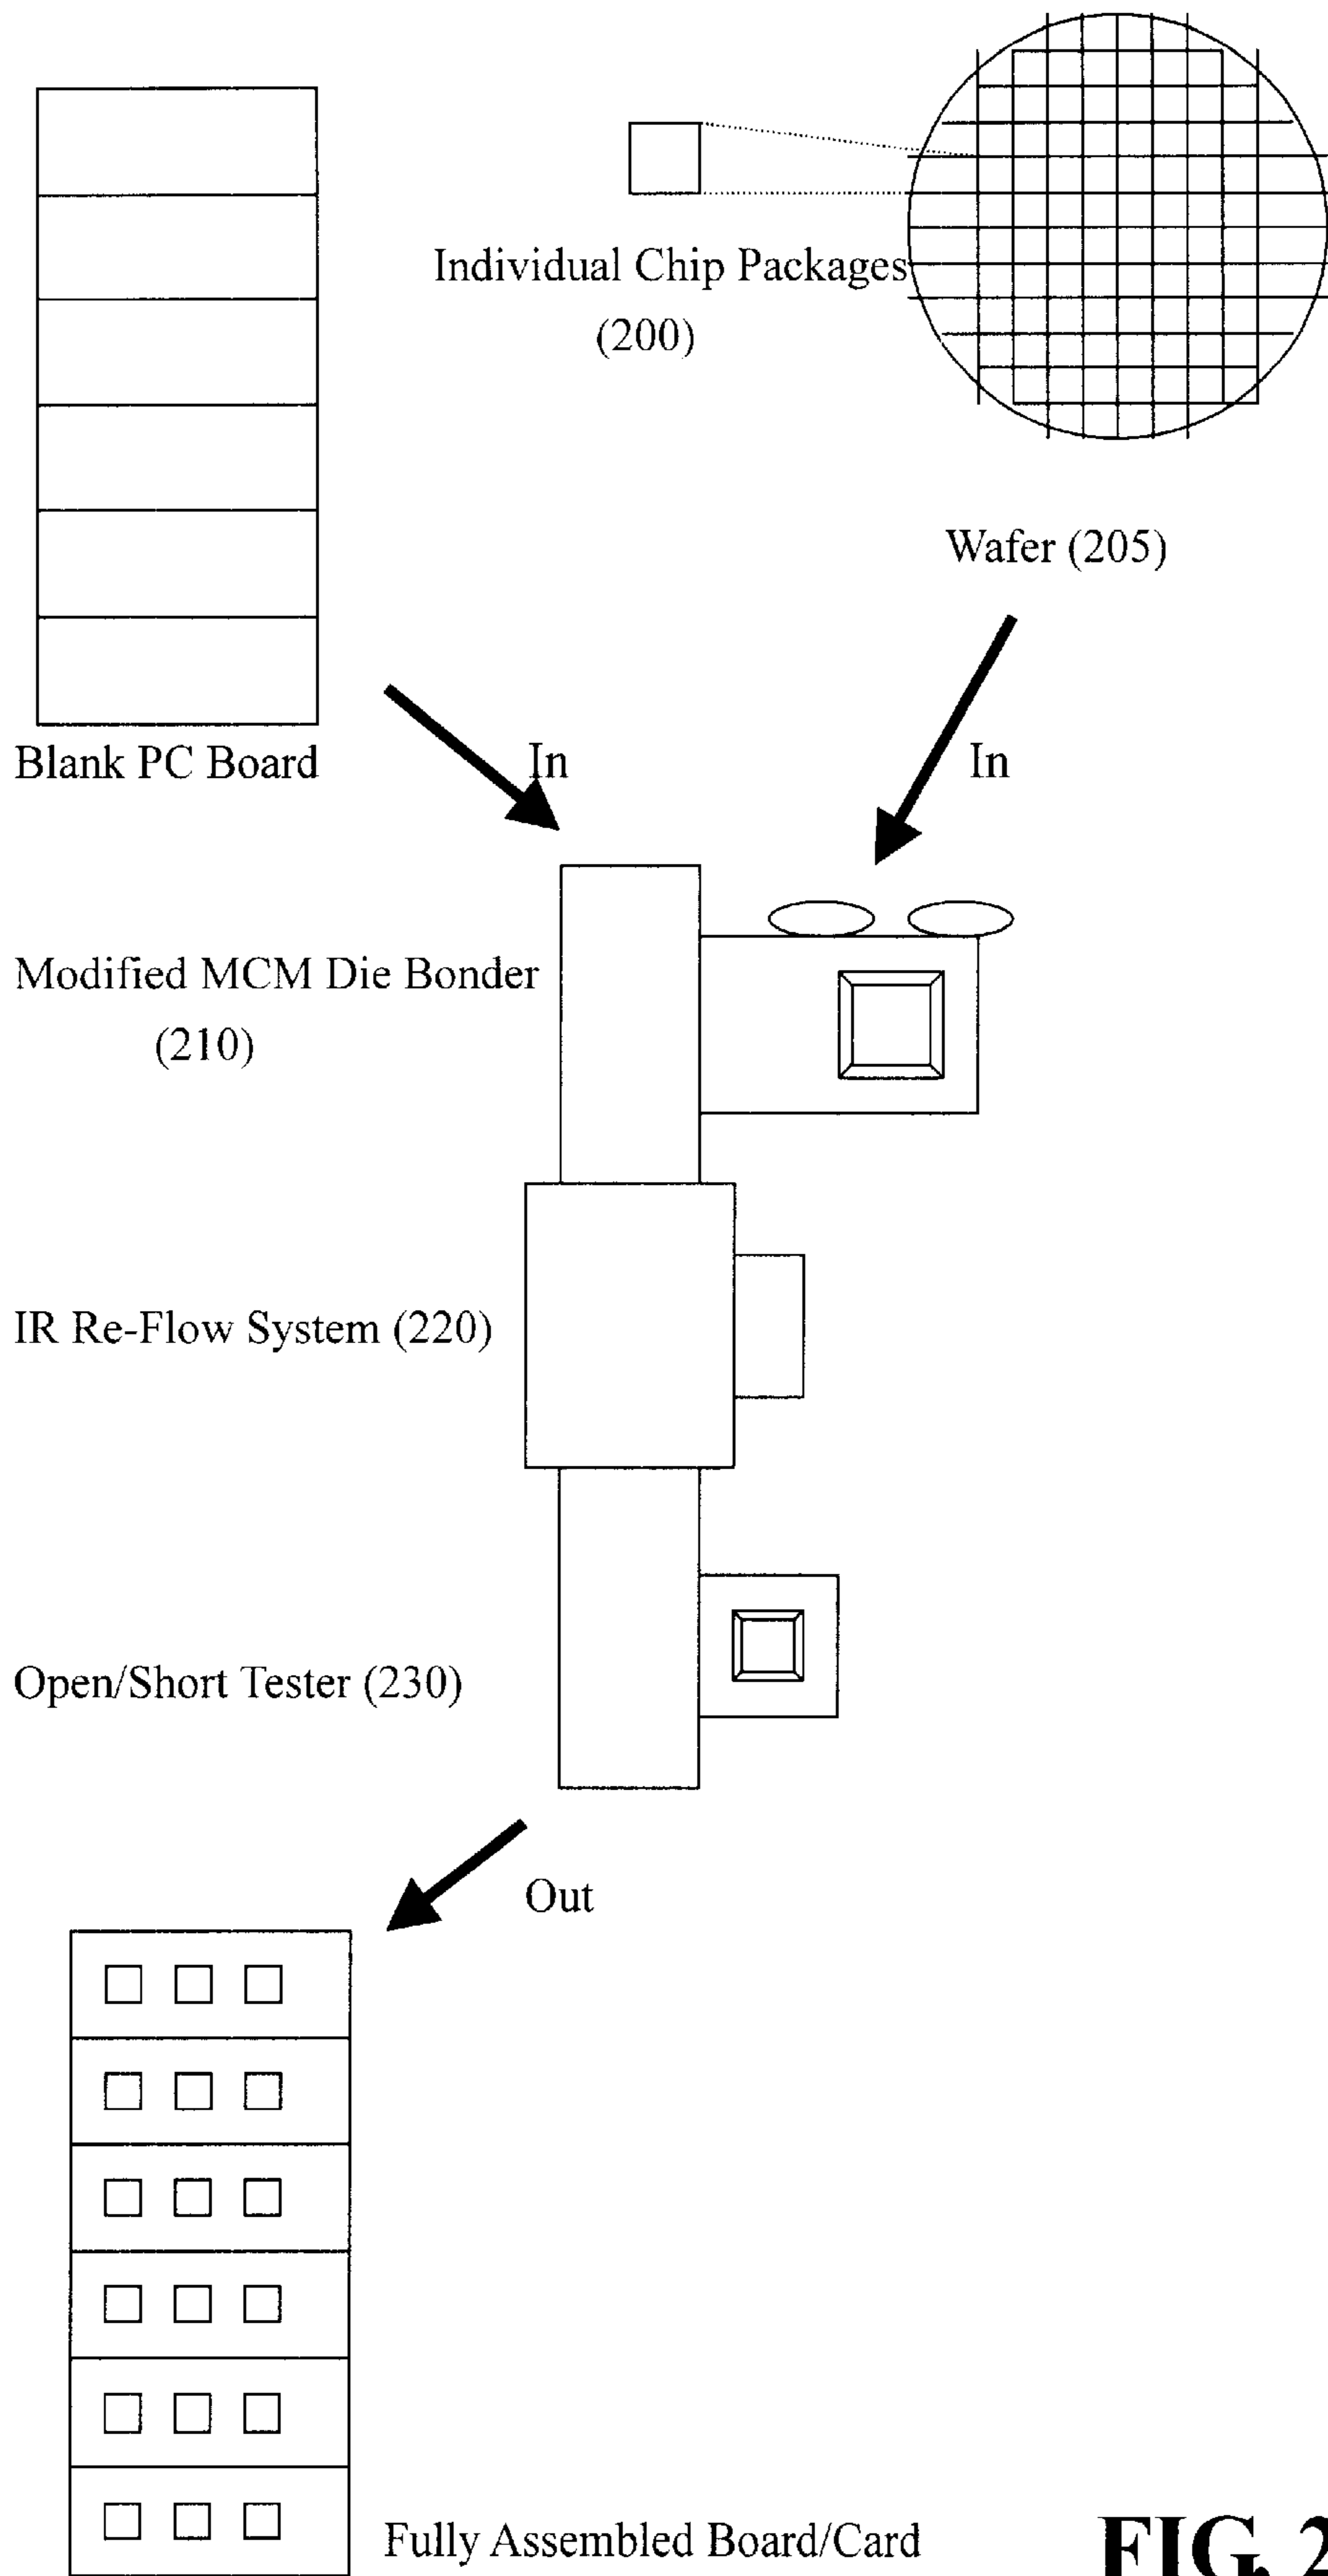 Individual Chip Packages
(200)
Wafer (205)
Blank PC Board
In
In
Modified MCM Die Bonder
(210)
IR Re-Flow System (220)
Open/Short Tester (230)
Out
Fully Assembled Board/Card
FIG. 2